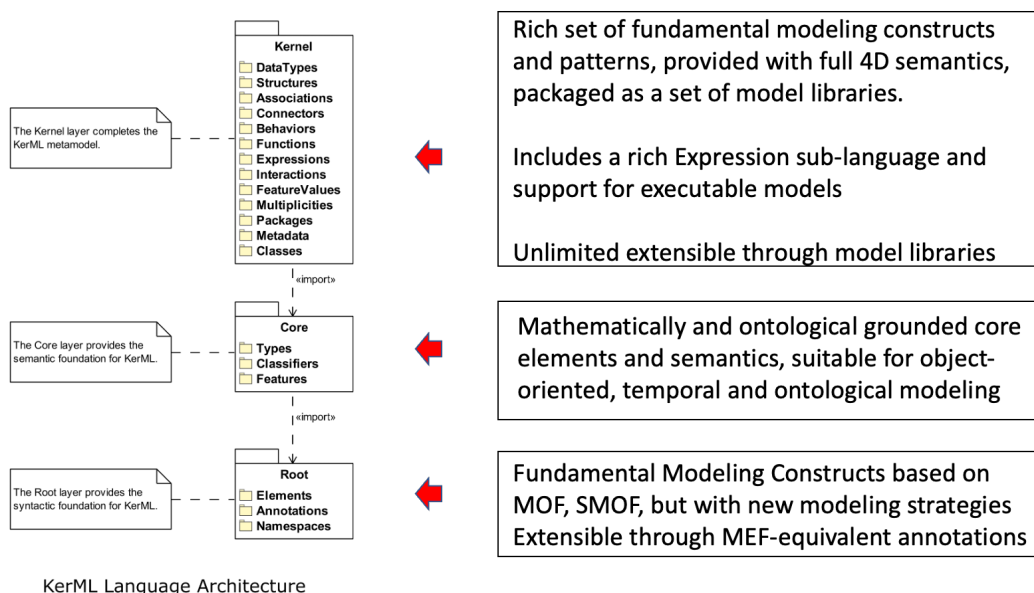 Kernel
DataTypes
Structures
Associations
Connectors
Behaviors
Functions
Expressions
Interactions
FeatureValues
Multiplicities
Packages
Metadata
Classes
The Kernel layer completes the
KerML metamodel.
Rich set of fundamental modeling constructs
and patterns, provided with full 4D semantics,
packaged as a set of model libraries.
Includes a rich Expression sub-language and
support for executable models
Unlimited extensible through model libraries
«import»
Core
Types
Classifiers
Features
The Core layer provides the
semantic foundation for KerML.
Mathematically and ontological grounded core
elements and semantics, suitable for object-
oriented, temporal and ontological modeling
«import»
Root
Elements
Annotations
Namespaces
The Root layer provides the
syntactic foundation for KerML.
Fundamental Modeling Constructs based on
MOF, SMOF, but with new modeling strategies
Extensible through MEF-equivalent annotations
KerML Language Architecture